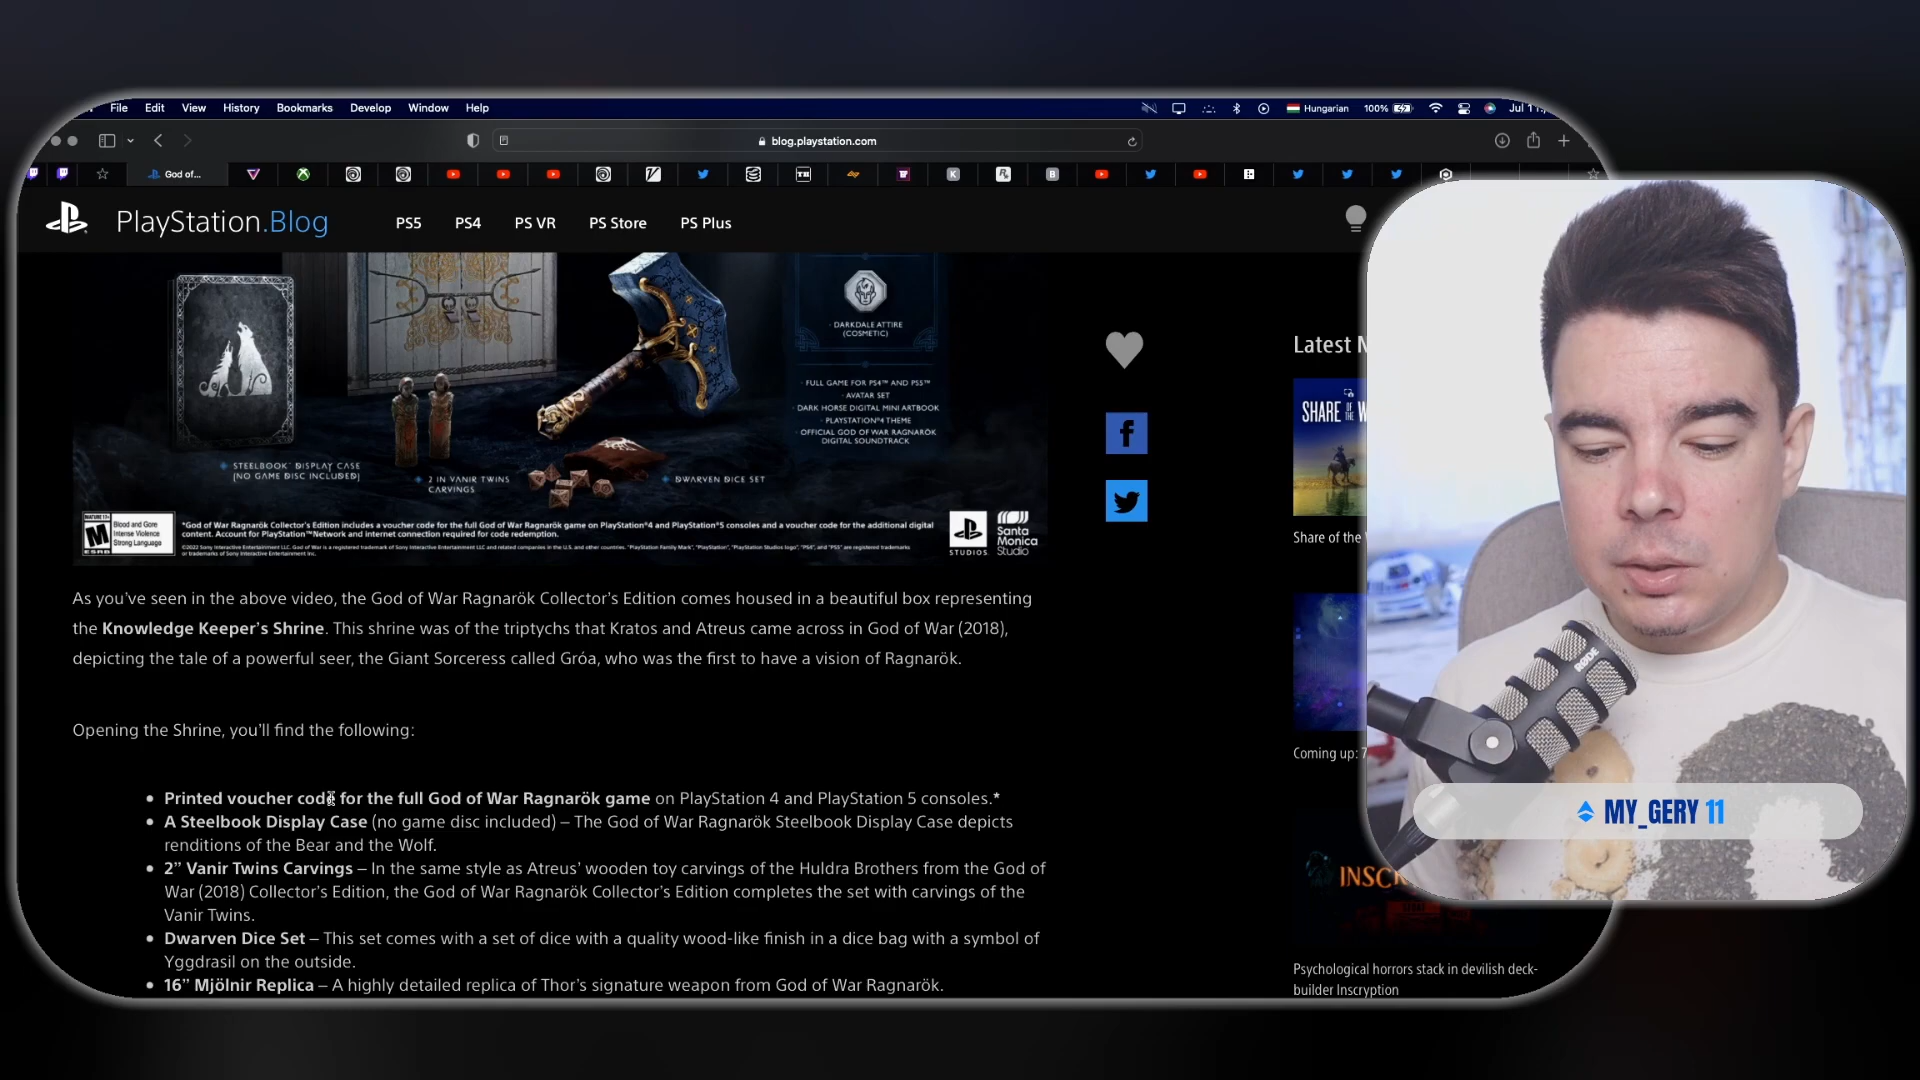 File Edit View History Bookmarks Develop Window Help
Hungarian 100%
blog.playstation.com
God of...
PlayStation.Blog PS5 PS4 PS VR PS Store PS Plus
DARKDALE ATTIRE
(COSMETIC)
· FULL GAME FOR PS4™ AND PS5™
· AVATAR SET
· DARK HORSE DIGITAL MINI ARTBOOK
· PLAYSTATION®4 THEME
· OFFICIAL GOD OF WAR RAGNARÖK
DIGITAL SOUNDTRACK
STEELBOOK® DISPLAY CASE
[NO GAME DISC INCLUDED]
2 IN VANIR TWINS
CARVINGS
DWARVEN DICE SET
MATURE 17+
M
ESRB
Blood and Gore
Intense Violence
Strong Language
*God of War Ragnarök Collector's Edition includes a voucher code for the full God of War Ragnarök game on PlayStation®4 and PlayStation®5 consoles and a voucher code for the additional digital
content. Account for PlayStation™Network and internet connection required for code redemption.
STUDIOS
Santa
Monica
Studio
As you've seen in the above video, the God of War Ragnarök Collector's Edition comes housed in a beautiful box representing
the Knowledge Keeper's Shrine. This shrine was of the triptychs that Kratos and Atreus came across in God of War (2018),
depicting the tale of a powerful seer, the Giant Sorceress called Gróa, who was the first to have a vision of Ragnarök.
Opening the Shrine, you'll find the following:
• Printed voucher code for the full God of War Ragnarök game on PlayStation 4 and PlayStation 5 consoles.*
• A Steelbook Display Case (no game disc included) – The God of War Ragnarök Steelbook Display Case depicts
renditions of the Bear and the Wolf.
• 2” Vanir Twins Carvings – In the same style as Atreus’ wooden toy carvings of the Huldra Brothers from the God of
War (2018) Collector's Edition, the God of War Ragnarök Collector's Edition completes the set with carvings of the
Vanir Twins.
• Dwarven Dice Set – This set comes with a set of dice with a quality wood-like finish in a dice bag with a symbol of
Yggdrasil on the outside.
• 16” Mjölnir Replica – A highly detailed replica of Thor's signature weapon from God of War Ragnarök.
Latest
SHARE OF THE
Share of the
Coming up:
INSC
Psychological horrors stack in devilish deck-
builder Inscryption
RØDE
MY_GERY 11